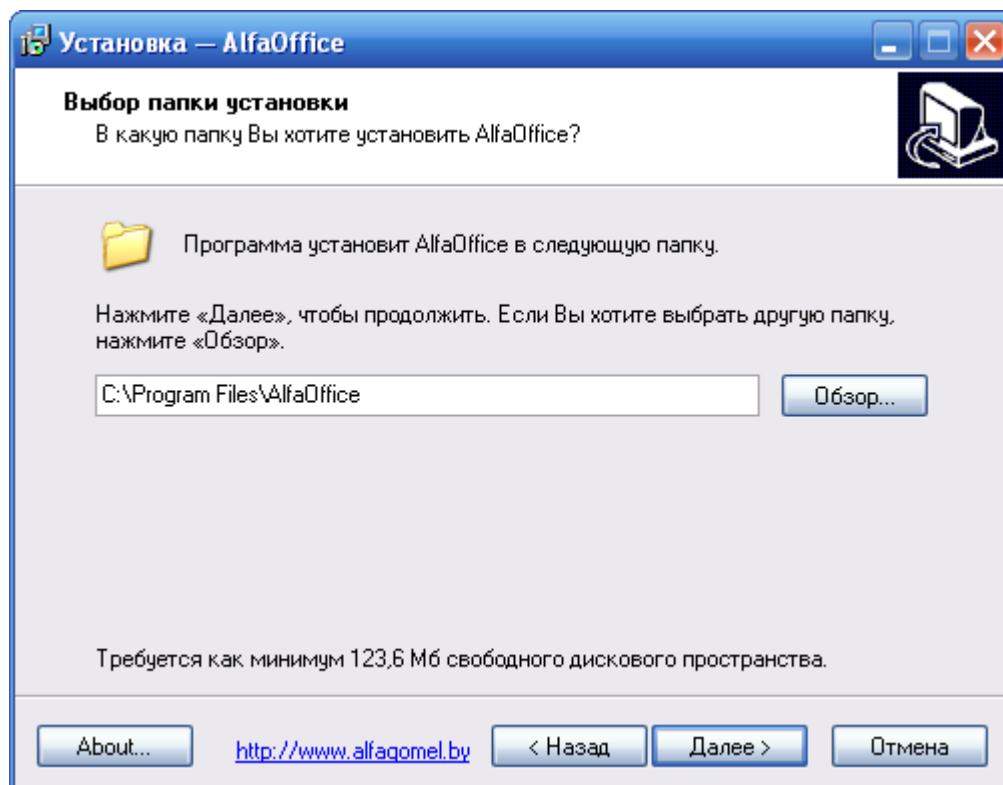 Установка — AlfaOffice
Выбор папки установки
В какую папку Вы хотите установить AlfaOffice?
Программа установит AlfaOffice в следующую папку.
Нажмите «Далее», чтобы продолжить. Если Вы хотите выбрать другую папку,
нажмите «Обзор».
C:\Program Files\AlfaOffice
Обзор...
Требуется как минимум 123,6 Мб свободного дискового пространства.
About...
http://www.alfagomel.by
< Назад
Далее >
Отмена